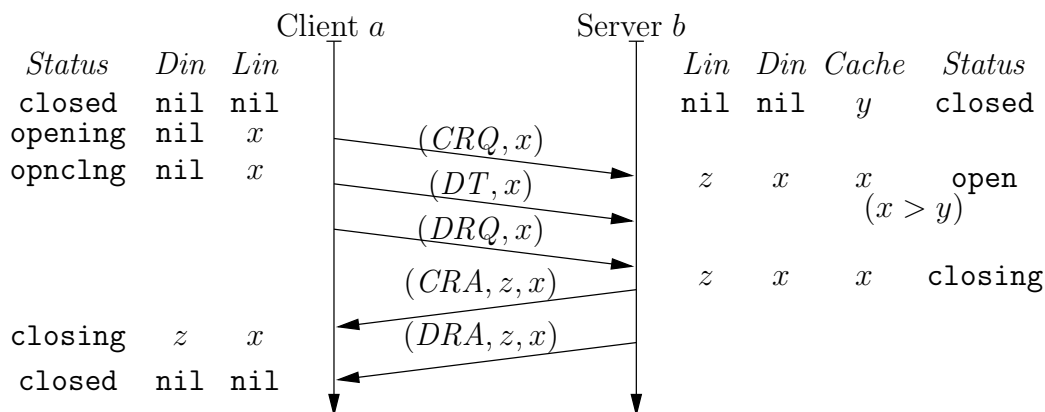 Client a Server b
Status Din Lin Lin Din Cache Status
closed nil nil nil nil y closed
opening nil x (CRQ, x)
opnclng nil x z x x open
(DT, x) (x > y)
(DRQ, x)
(CRA, z, x) z x x closing
closing z x (DRA, z, x)
closed nil nil